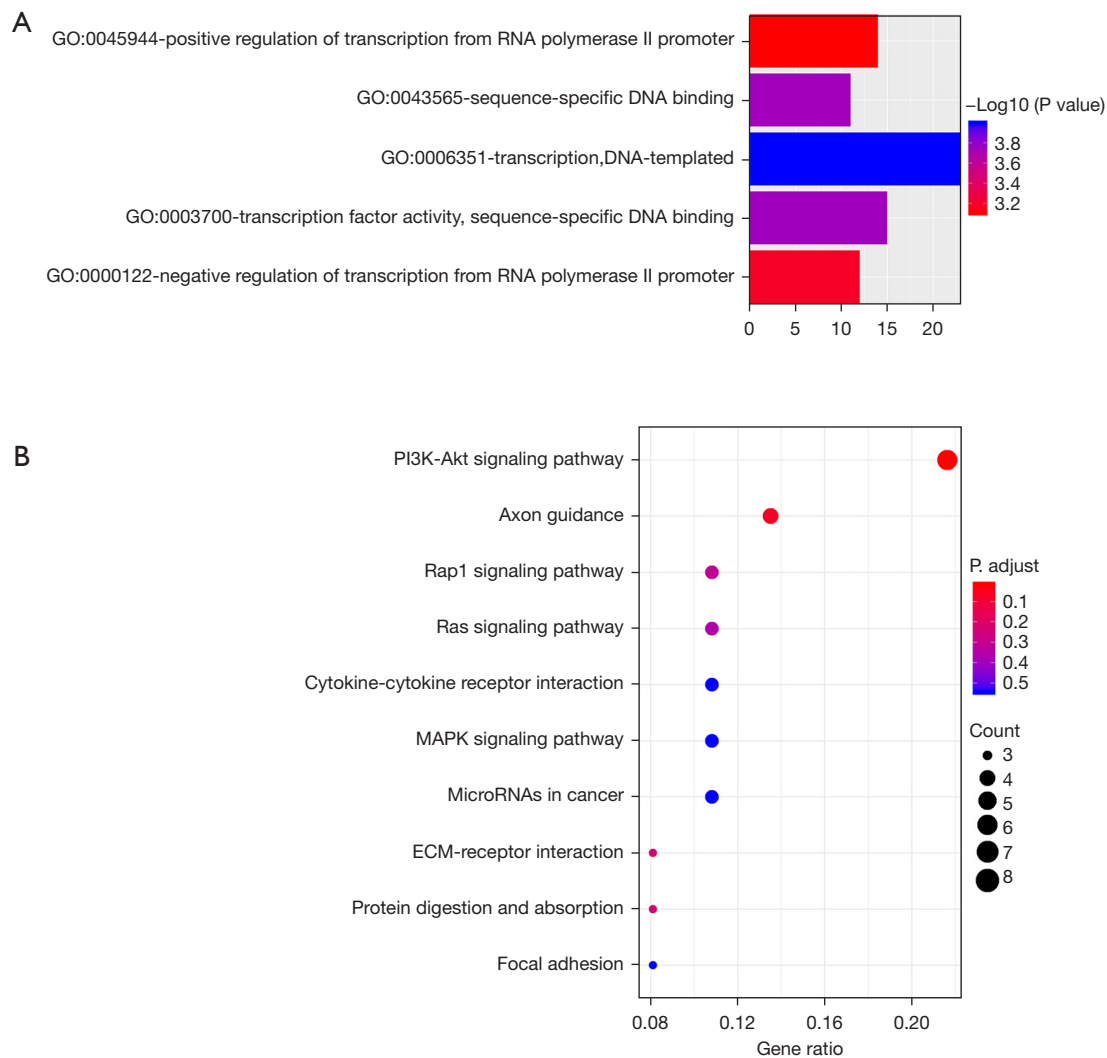 A
GO:0045944-positive regulation of transcription from RNA polymerase II promoter
GO:0043565-sequence-specific DNA binding
GO:0006351-transcription,DNA-templated
GO:0003700-transcription factor activity, sequence-specific DNA binding
GO:0000122-negative regulation of transcription from RNA polymerase II promoter
0 5 10 15 20
–Log10 (P value)
3.8
3.6
3.4
3.2
B
PI3K-Akt signaling pathway
Axon guidance
Rap1 signaling pathway
Ras signaling pathway
Cytokine-cytokine receptor interaction
MAPK signaling pathway
MicroRNAs in cancer
ECM-receptor interaction
Protein digestion and absorption
Focal adhesion
0.08 0.12 0.16 0.20
Gene ratio
P. adjust
0.1
0.2
0.3
0.4
0.5
Count
3
4
5
6
7
8